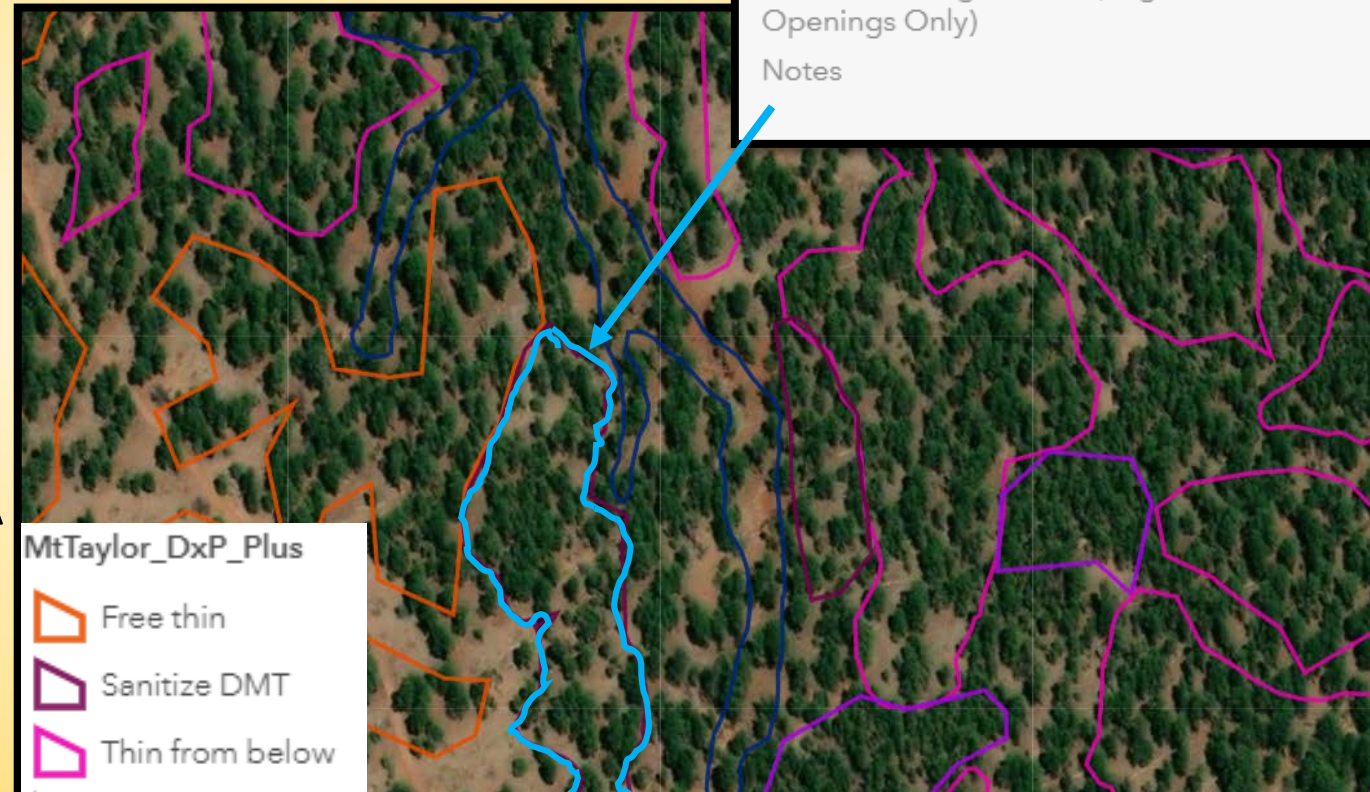 Openings Only)
Notes
MtTaylor_DxP_Plus
Free thin
Sanitize DMT
Thin from below